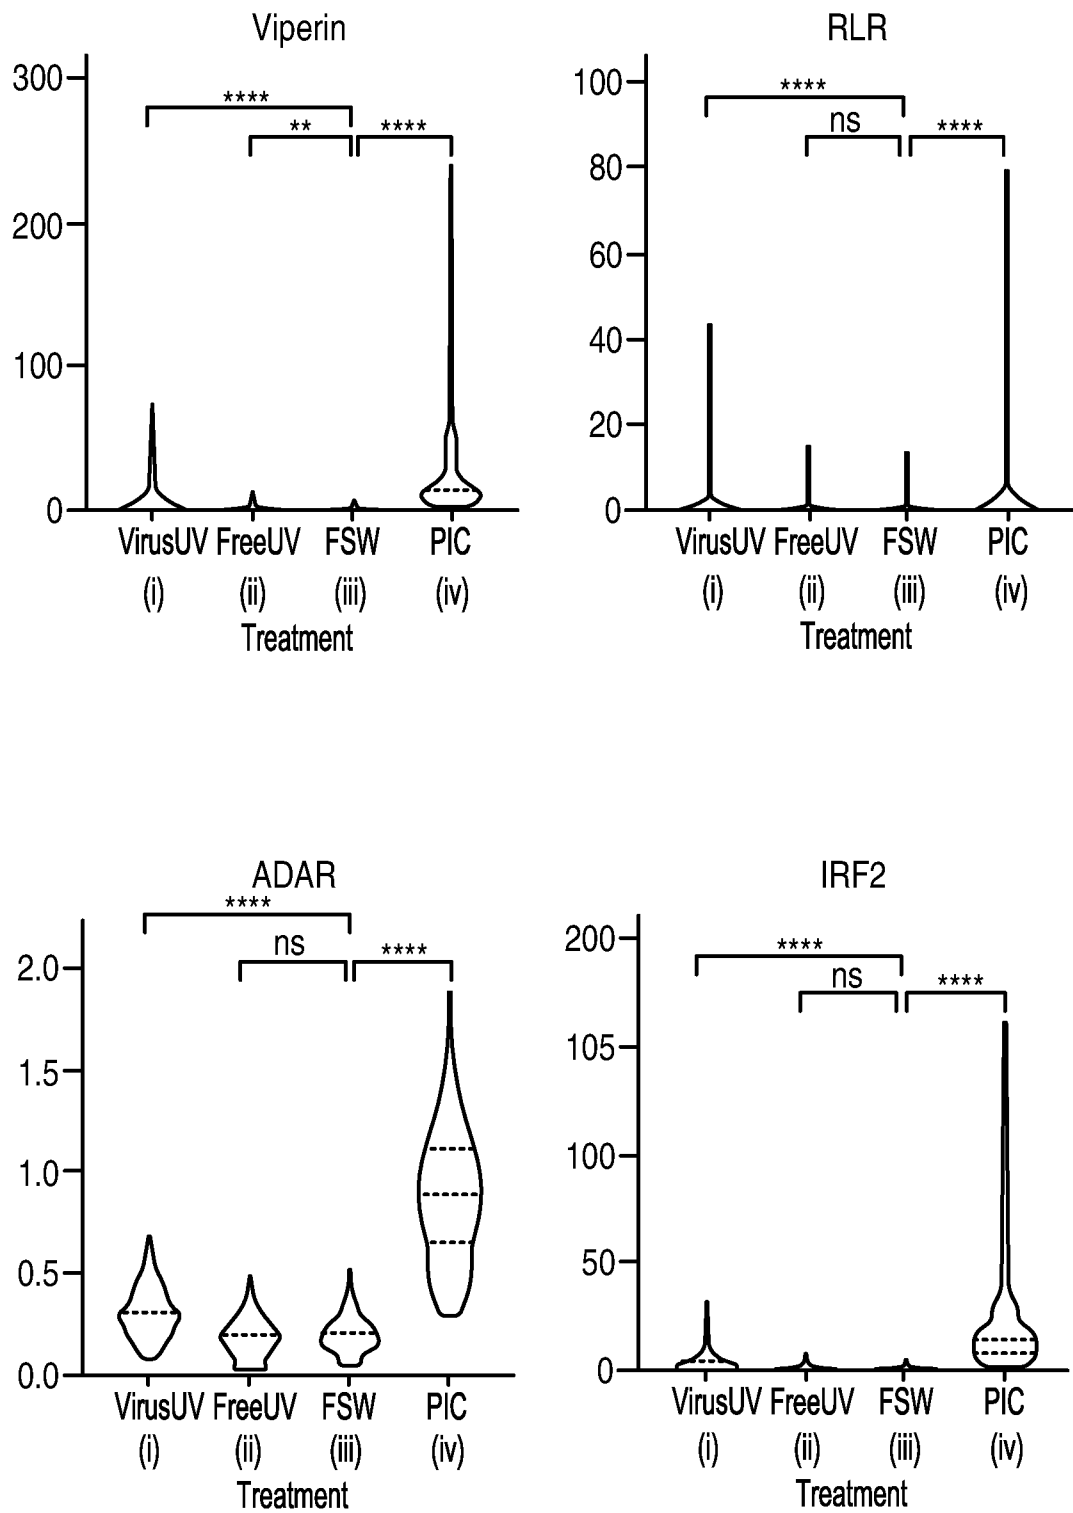 Viperin
300
200
100
0
****
**
****
VirusUV FreeUV FSW PIC
(i) (ii) (iii) (iv)
Treatment
RLR
100
80
60
40
20
0
****
ns
****
VirusUV FreeUV FSW PIC
(i) (ii) (iii) (iv)
Treatment
ADAR
2.0
1.5
1.0
0.5
0.0
****
ns
****
VirusUV FreeUV FSW PIC
(i) (ii) (iii) (iv)
Treatment
IRF2
200
105
100
50
0
****
ns
****
VirusUV FreeUV FSW PIC
(i) (ii) (iii) (iv)
Treatment